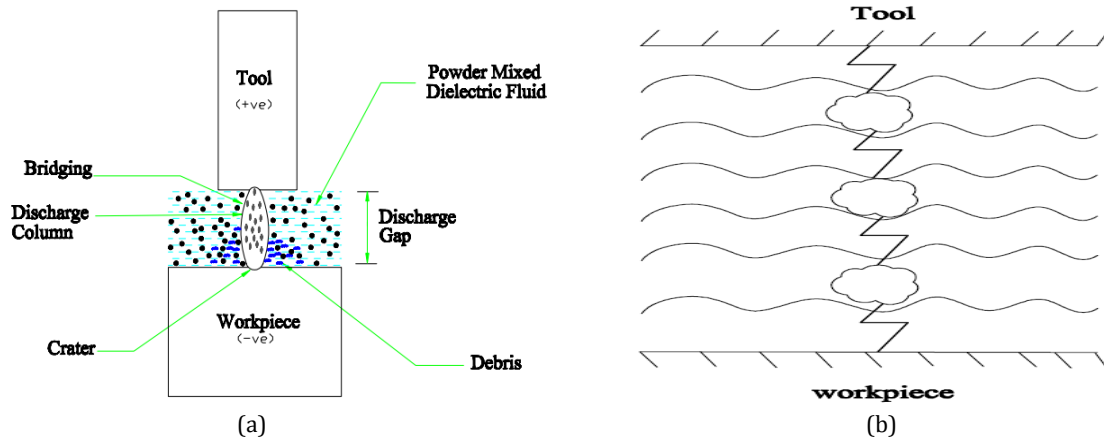 Tool
(+ve)
Powder Mixed
Dielectric Fluid
Bridging
Discharge
Column
Discharge
Gap
Workpiece
(-ve)
Crater
Debris
(a)
Tool
workpiece
(b)